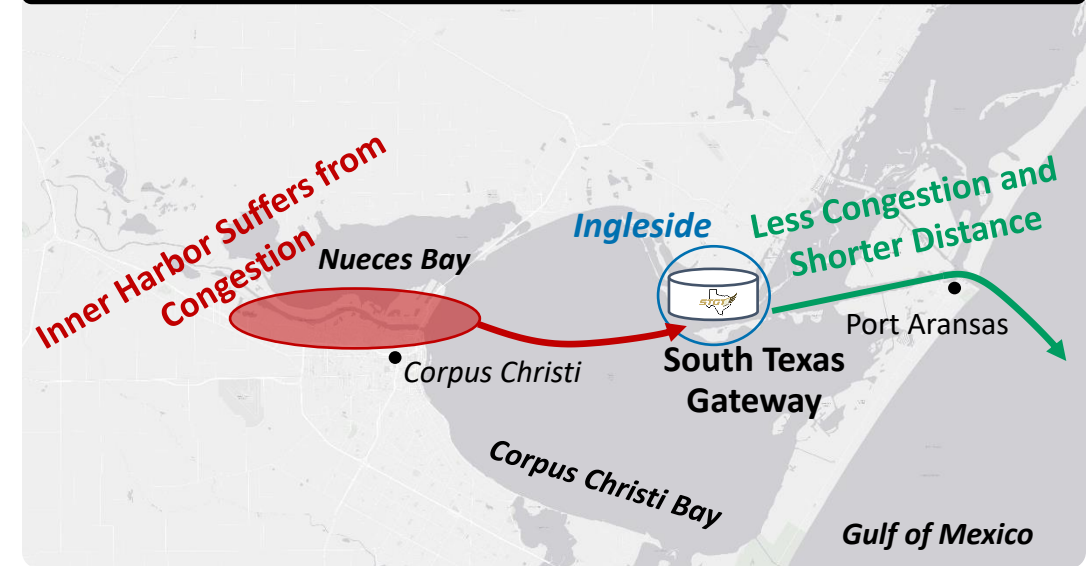 Inner Harbor Suffers from
Congestion
Nueces Bay
Ingleside
Less Congestion and
Shorter Distance
STGT
Port Aransas
Corpus Christi
South Texas
Gateway
Corpus Christi Bay
Gulf of Mexico